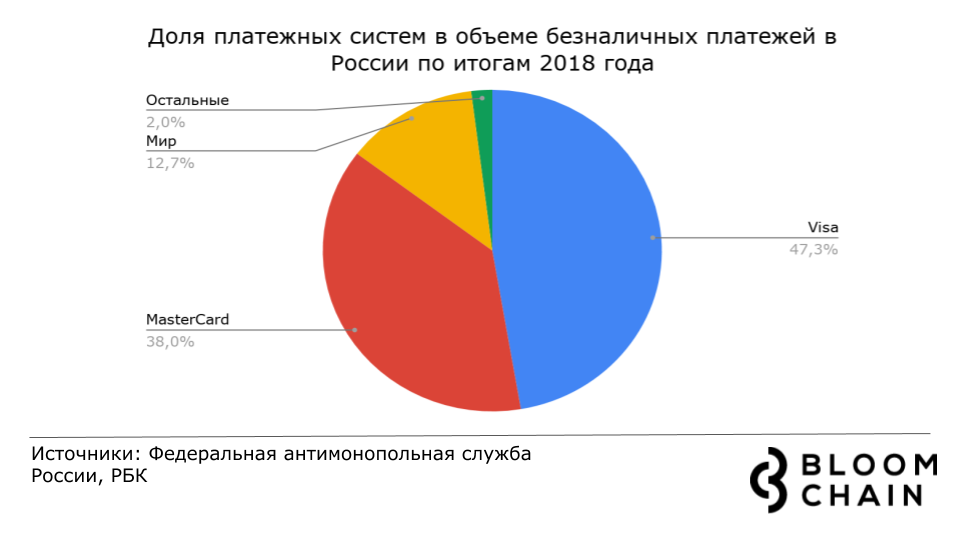 Доля платежных систем в объеме безналичных платежей в
России по итогам 2018 года
Остальные
2,0%
Мир
12,7%
Visa
47,3%
MasterCard
38,0%
Источники: Федеральная антимонопольная служба
России, РБК
BLOOM
CHAIN